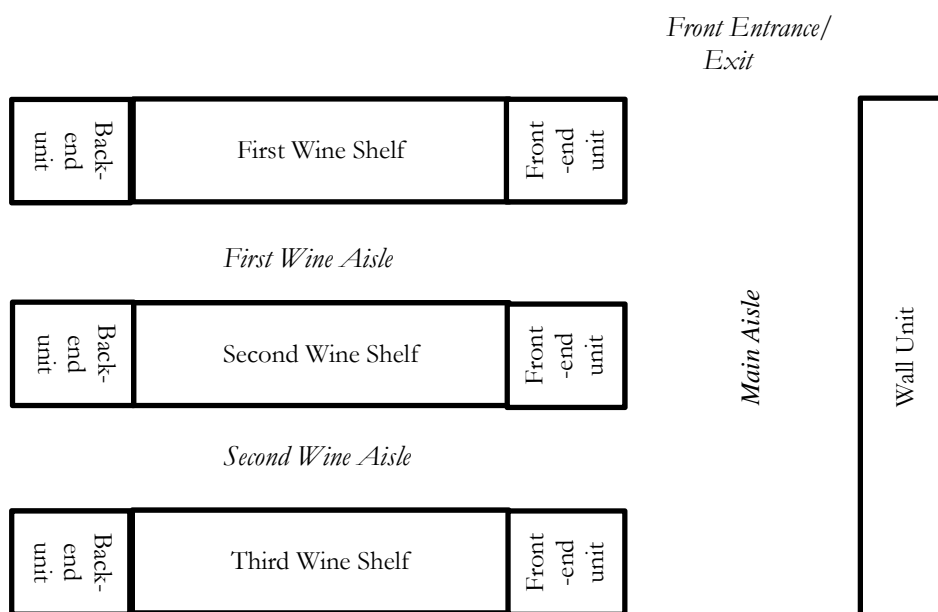 Front Entrance/
Exit
Back-
end
unit
First Wine Shelf
Front
-end
unit
First Wine Aisle
Back-
end
unit
Second Wine Shelf
Front
-end
unit
Main Aisle
Wall Unit
Second Wine Aisle
Back-
end
unit
Third Wine Shelf
Front
-end
unit